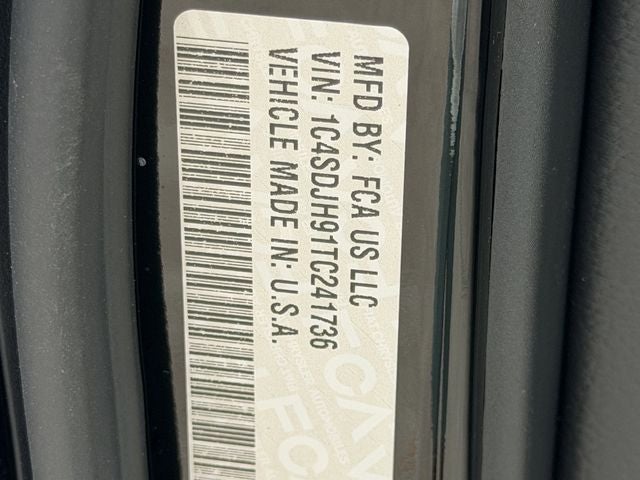 MFD BY: FCA US LLC
VIN: 1C4SDJH91TC241736
VEHICLE MADE IN: U.S.A.